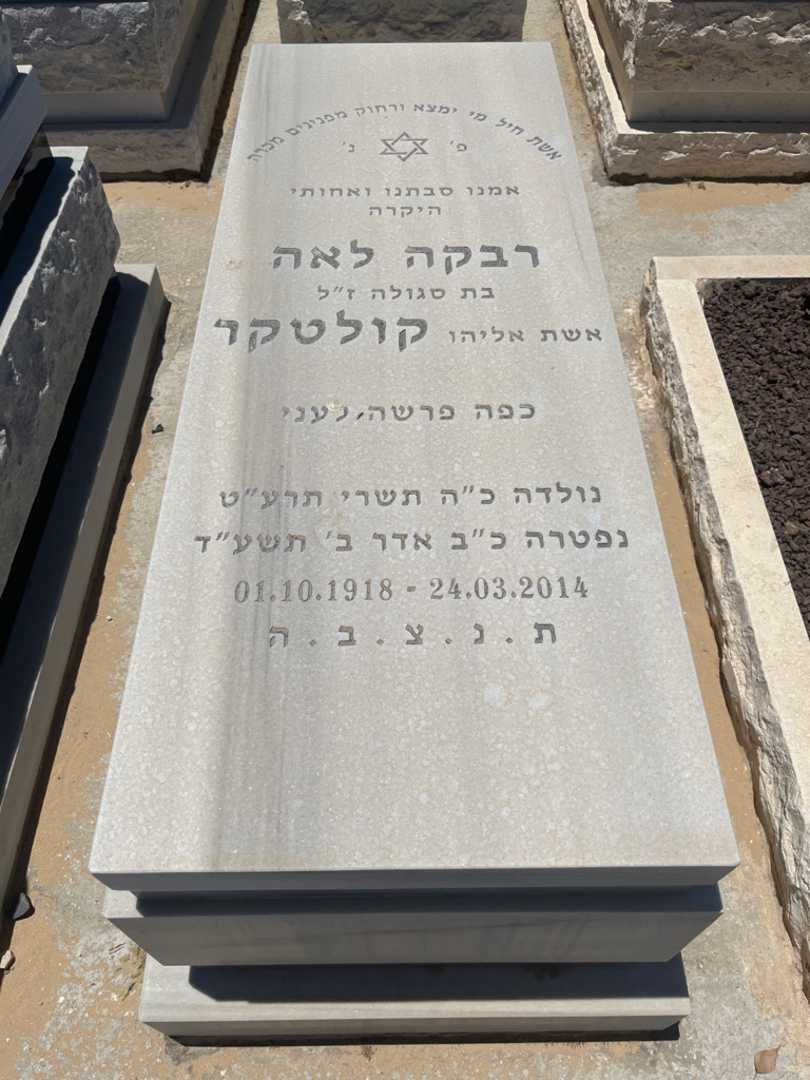 אשת חיל מי ימצא ורחוק מפנינים מכרה
פ׳ נ׳
אמנו סבתנו ואחותי
היקרה
רבקה לאה
בת סגולה ז״ל
אשת אליהו קולטקר
כפה פרשה לעני
נולדה כ״ה תשרי תרע״ט
נפטרה כ״ב אדר ב׳ תשע״ד
01.10.1918 - 24.03.2014
ת . נ . צ . ב . ה